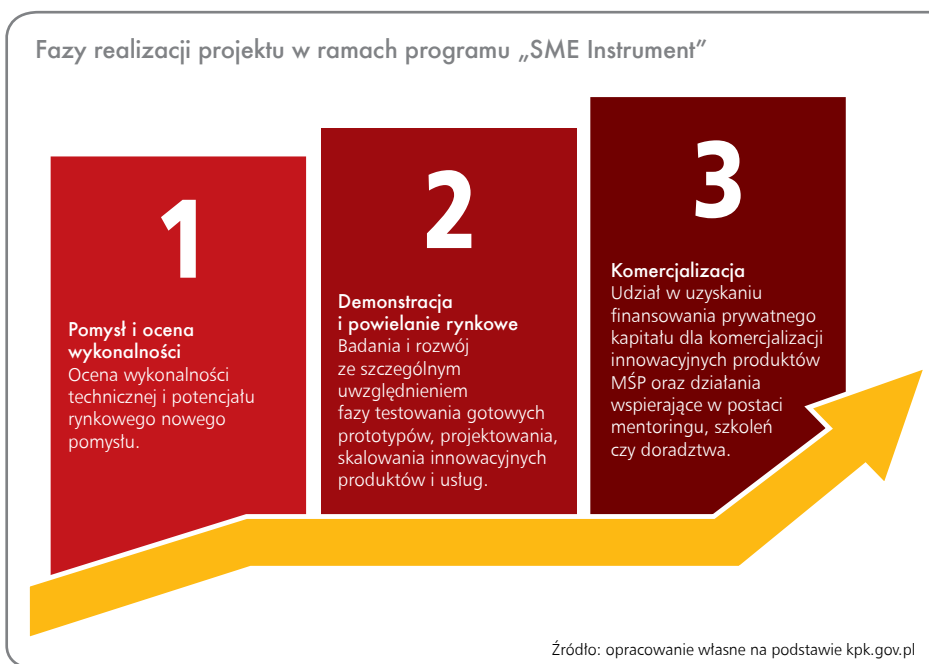 Fazy realizacji projektu w ramach programu „SME Instrument”
1
Pomysł i ocena
wykonalności
Ocena wykonalności
technicznej i potencjału
rynkowego nowego
pomysłu.
2
Demonstracja
i powielanie rynkowe
Badania i rozwój
ze szczególnym
uwzględnieniem
fazy testowania gotowych
prototypów, projektowania,
skalowania innowacyjnych
produktów i usług.
3
Komercjalizacja
Udział w uzyskaniu
finansowania prywatnego
kapitału dla komercjalizacji
innowacyjnych produktów
MŚP oraz działania
wspierające w postaci
mentoringu, szkoleń
czy doradztwa.
Źródło: opracowanie własne na podstawie kpk.gov.pl